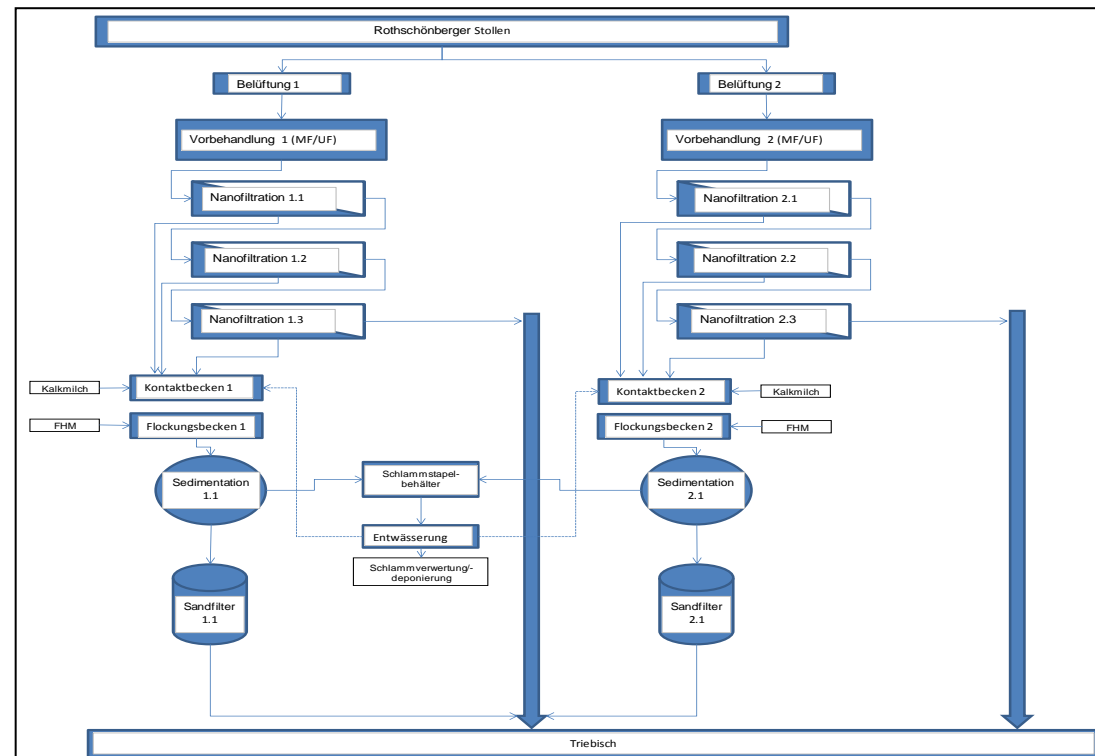 Rothschönberger Stollen
Belüftung 1
Belüftung 2
Vorbehandlung 1 (MF/UF)
Vorbehandlung 2 (MF/UF)
Nanofiltration 1.1
Nanofiltration 2.1
Nanofiltration 1.2
Nanofiltration 2.2
Nanofiltration 1.3
Nanofiltration 2.3
Kalkmilch
Kontaktbecken 1
Kontaktbecken 2
Kalkmilch
FHM
Flockungsbecken 1
Flockungsbecken 2
FHM
Sedimentation
1.1
Schlammstapel-
behälter
Sedimentation
2.1
Entwässerung
Schlammverwertung/-
deponierung
Sandfilter
1.1
Sandfilter
2.1
Triebisch